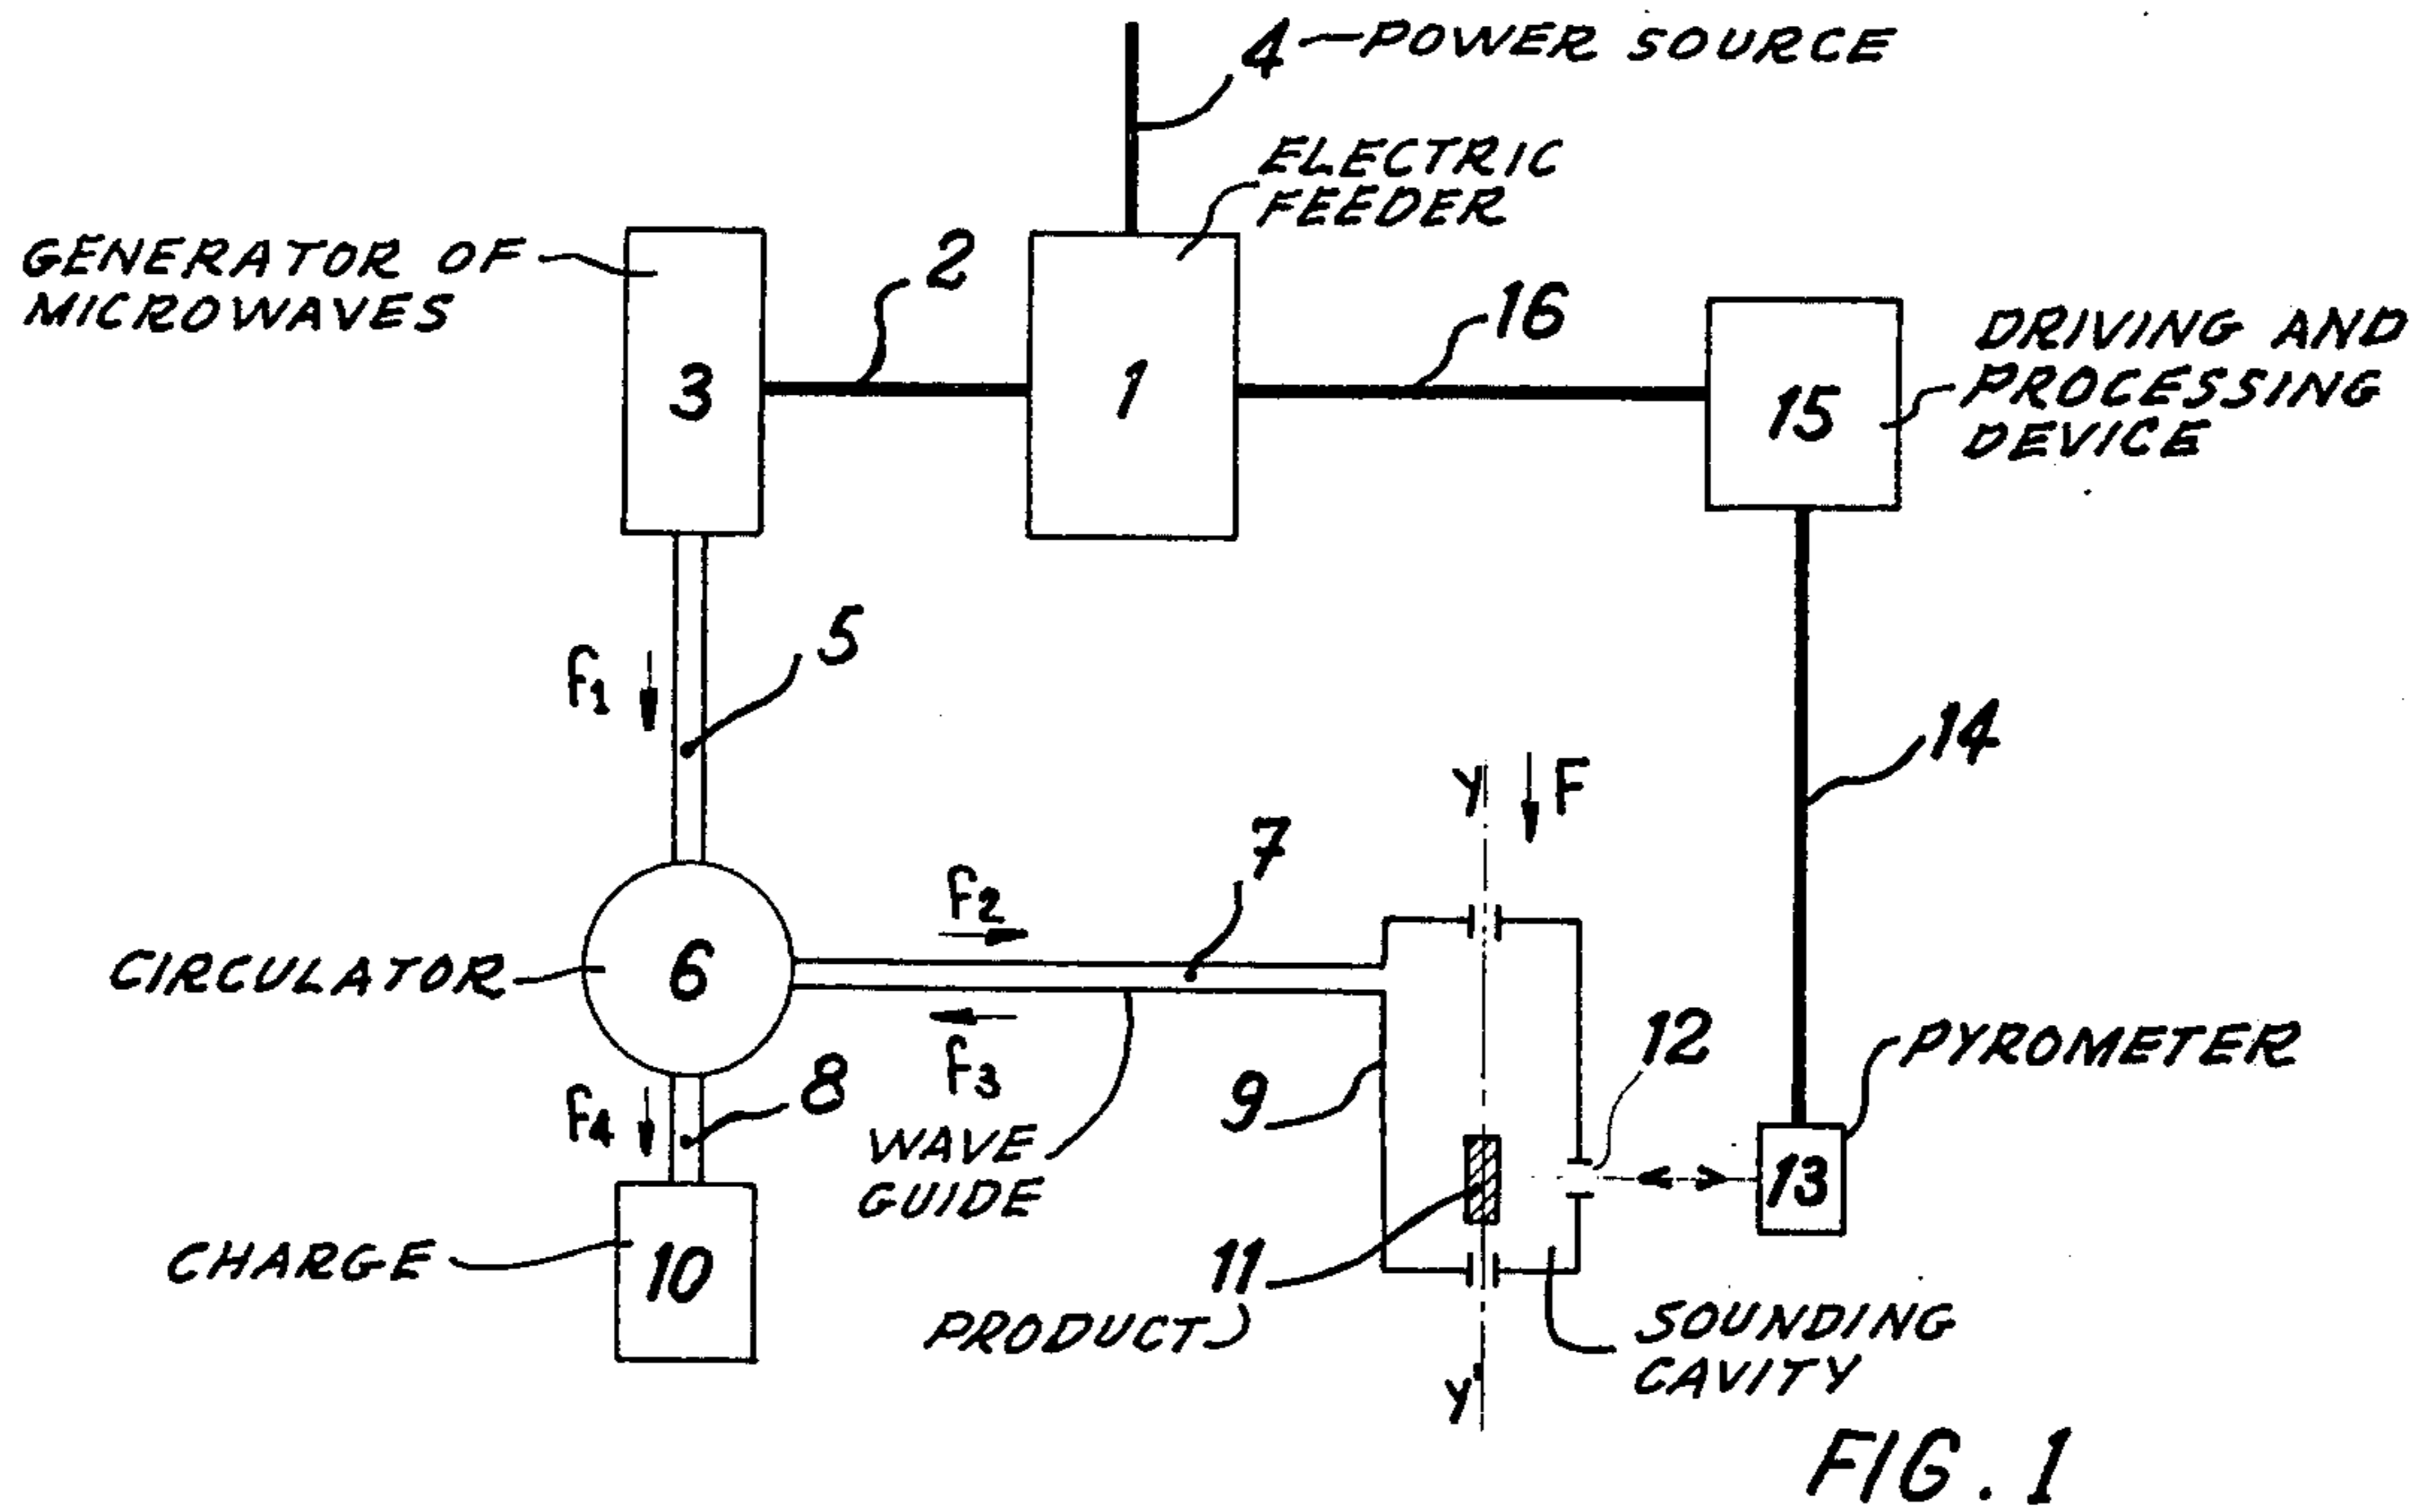 4 POWER SOURCE
ELECTRIC
FEEDER
GENERATOR OF
MICROWAVES
2
16
3
1
15
DRIVING AND
PROCESSING
DEVICE
5
f1
14
Y
F
7
f2
CIRCULATOR
6
12
PYROMETER
f3
9
8
f4
WAVE
GUIDE
13
11
CHARGE
10
PRODUCT
SOUNDING
CAVITY
Y'
FIG. 1